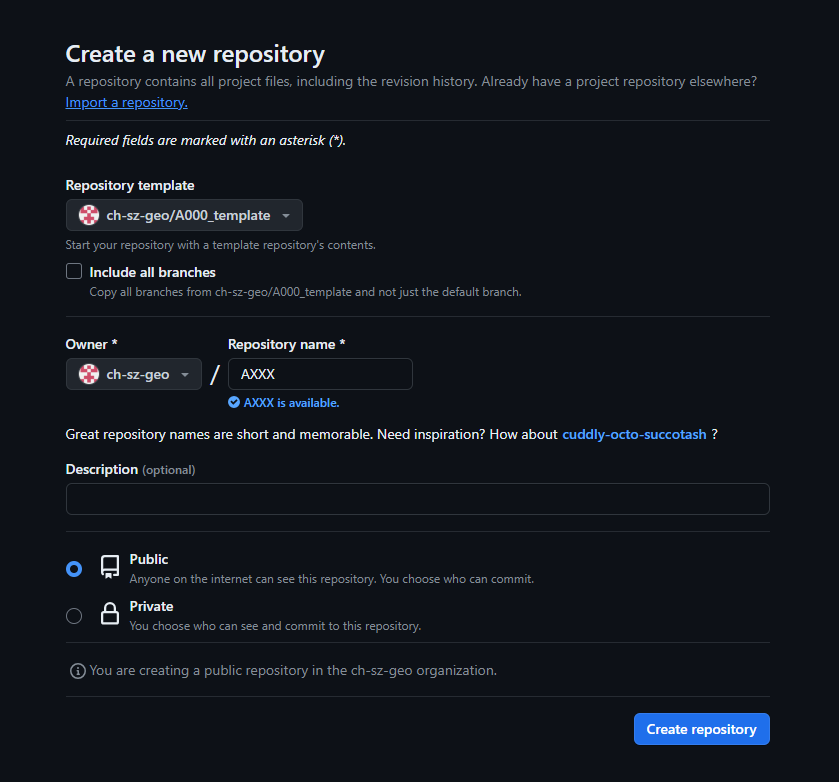 Create a new repository
A repository contains all project files, including the revision history. Already have a project repository elsewhere?
Import a repository.
Required fields are marked with an asterisk (*).
Repository template
ch-sz-geo/A000_template
Start your repository with a template repository's contents.
Include all branches
Copy all branches from ch-sz-geo/A000_template and not just the default branch.
Owner * Repository name *
ch-sz-geo / AXXX
AXXX is available.
Great repository names are short and memorable. Need inspiration? How about cuddly-octo-succotash ?
Description (optional)
Public
Anyone on the internet can see this repository. You choose who can commit.
Private
You choose who can see and commit to this repository.
You are creating a public repository in the ch-sz-geo organization.
Create repository